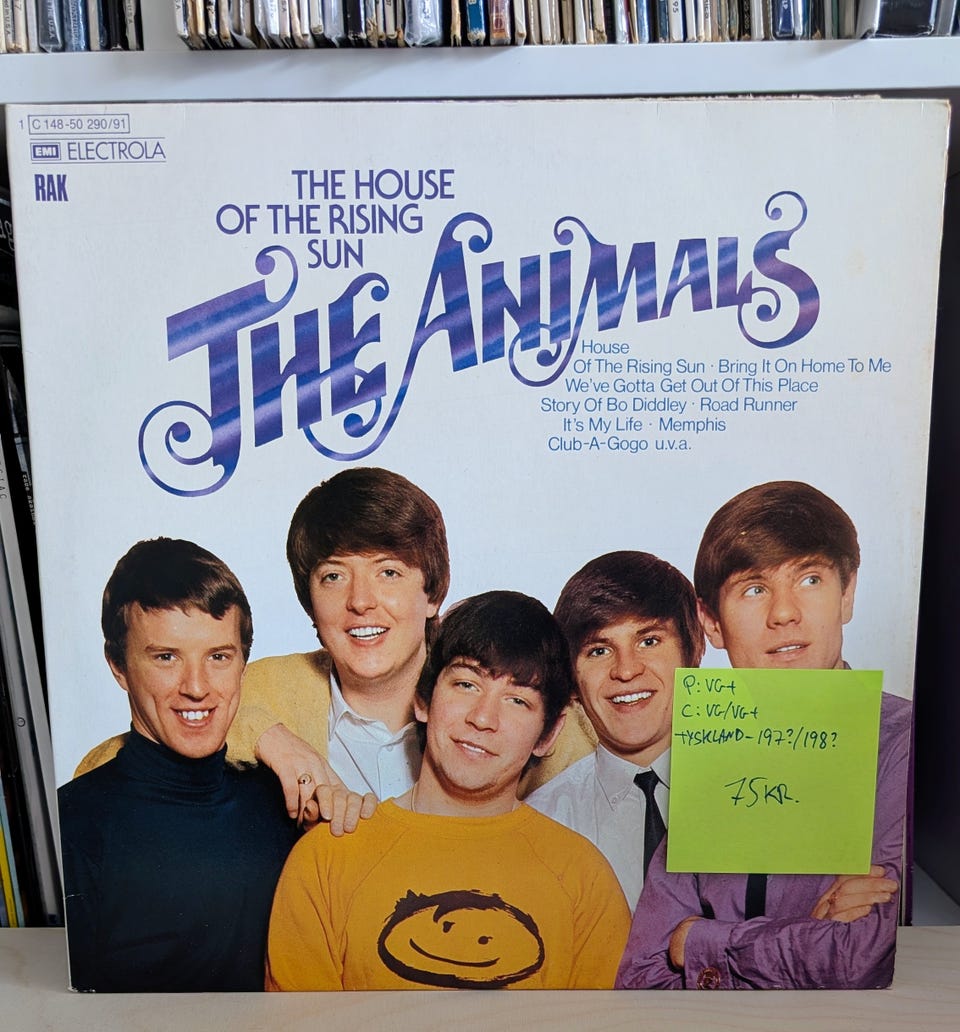 1 C 148-50 290/91
EMI ELECTROLA
RAK
THE HOUSE
OF THE RISING
SUN
THE ANIMALS
House
Of The Rising Sun · Bring It On Home To Me
We've Gotta Get Out Of This Place
Story Of Bo Diddley · Road Runner
It's My Life · Memphis
Club-A-Gogo u.v.a.
P: VG+
C: VG/VG+
TYSKLAND - 197?/198?
75 KR.